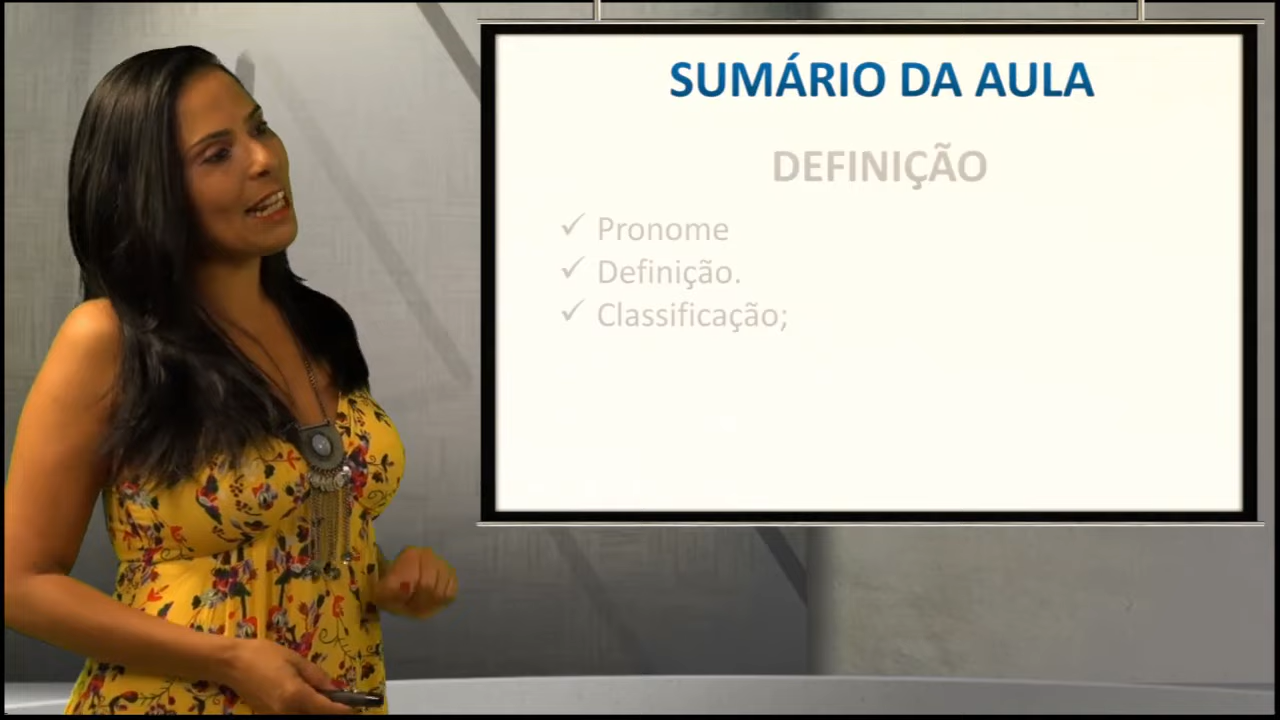 SUMÁRIO DA AULA
DEFINIÇÃO
✓ Pronome
✓ Definição.
✓ Classificação;